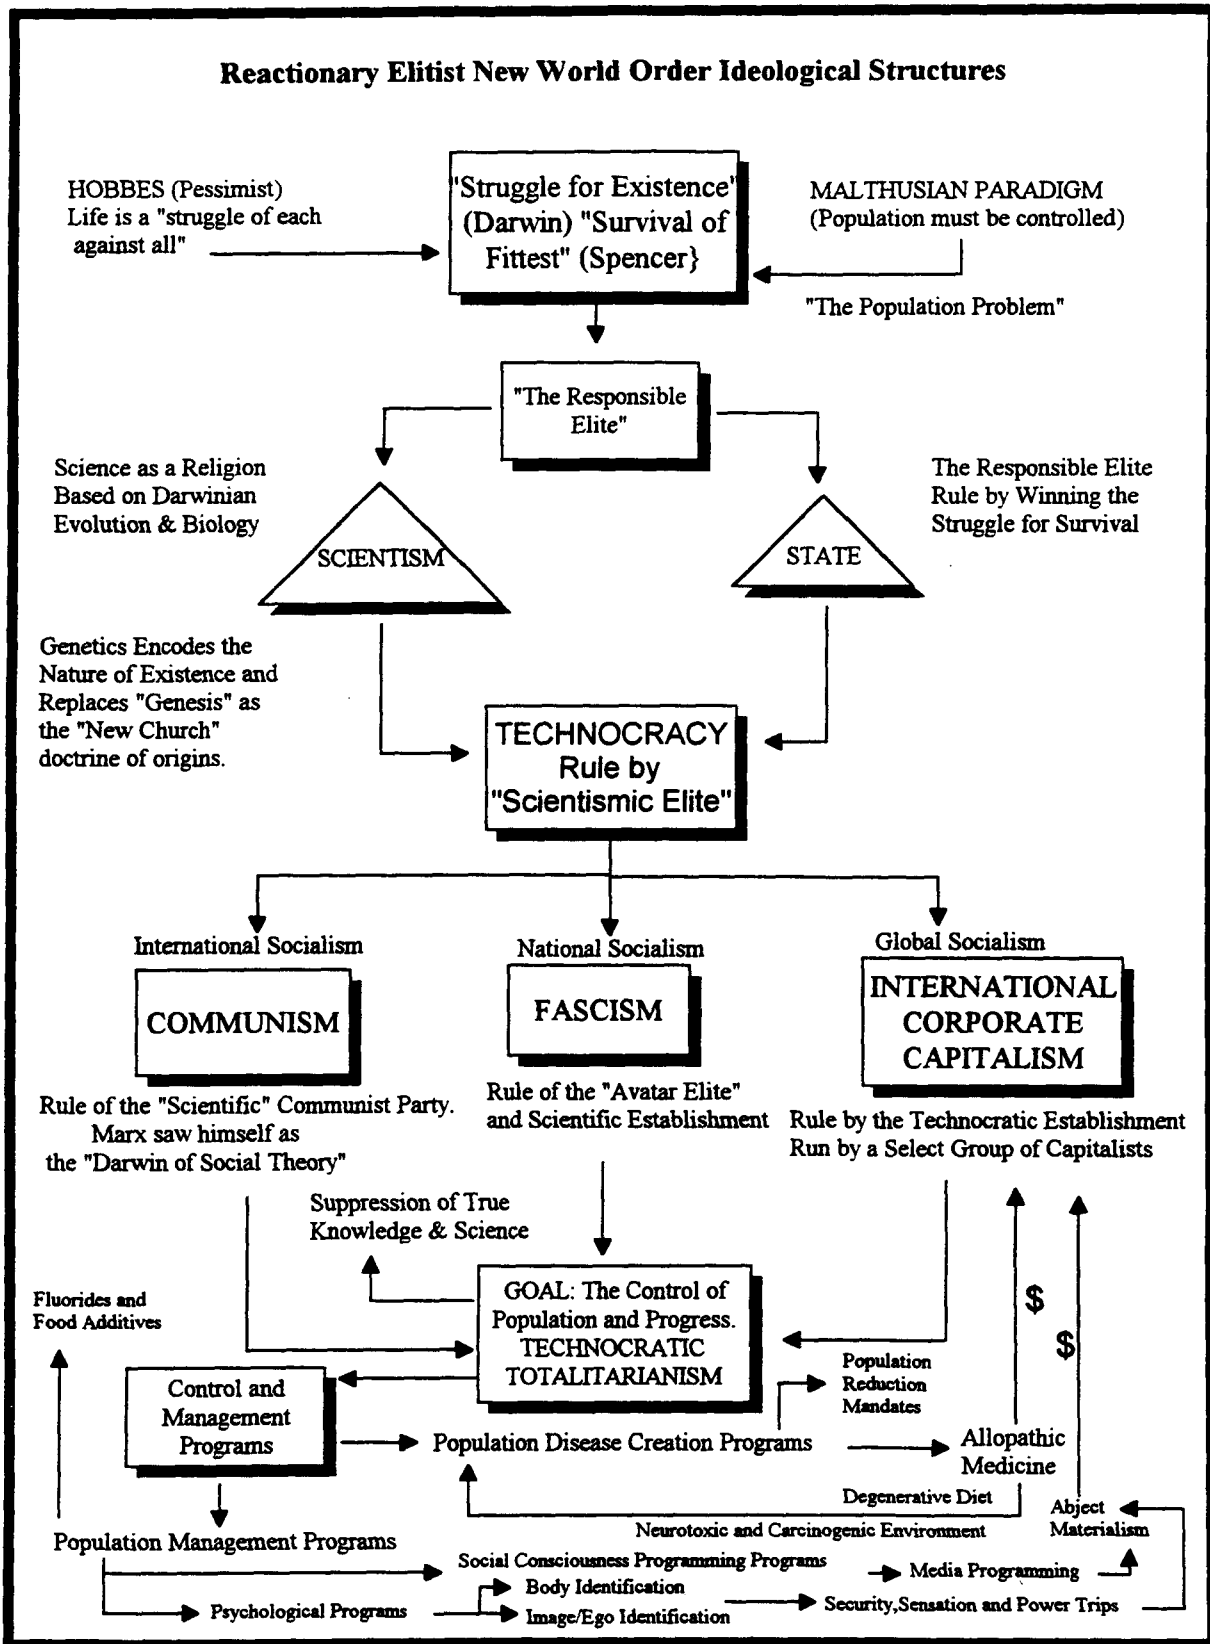 Reactionary Elitist New World Order Ideological Structures
HOBBES (Pessimist)
Life is a "struggle of each
against all"
"Struggle for Existence"
(Darwin) "Survival of
Fittest" (Spencer}
MALTHUSIAN PARADIGM
(Population must be controlled)
"The Population Problem"
"The Responsible
Elite"
Science as a Religion
Based on Darwinian
Evolution & Biology
SCIENTISM
STATE
The Responsible Elite
Rule by Winning the
Struggle for Survival
Genetics Encodes the
Nature of Existence and
Replaces "Genesis" as
the "New Church"
doctrine of origins.
TECHNOCRACY
Rule by
"Scientismic Elite"
International Socialism
COMMUNISM
Rule of the "Scientific" Communist Party.
Marx saw himself as
the "Darwin of Social Theory"
National Socialism
FASCISM
Rule of the "Avatar Elite"
and Scientific Establishment
Global Socialism
INTERNATIONAL
CORPORATE
CAPITALISM
Rule by the Technocratic Establishment
Run by a Select Group of Capitalists
Suppression of True
Knowledge & Science
GOAL: The Control of
Population and Progress.
TECHNOCRATIC
TOTALITARIANISM
$
$
Fluorides and
Food Additives
Control and
Management
Programs
Population
Reduction
Mandates
Population Disease Creation Programs
Allopathic
Medicine
Degenerative Diet
Neurotoxic and Carcinogenic Environment
Abject
Materialism
Population Management Programs
Social Consciousness Programming Programs
Media Programming
Body Identification
Psychological Programs
Image/Ego Identification
Security,Sensation and Power Trips